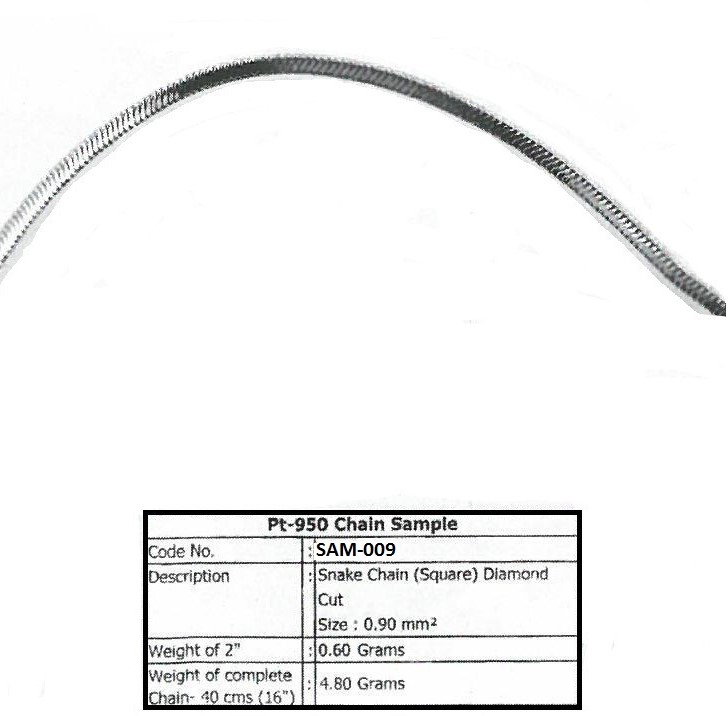 Pt-950 Chain Sample
Code No. : SAM-009
Description : Snake Chain (Square) Diamond
Cut
Size : 0.90 mm²
Weight of 2" : 0.60 Grams
Weight of complete
Chain- 40 cms (16") : 4.80 Grams